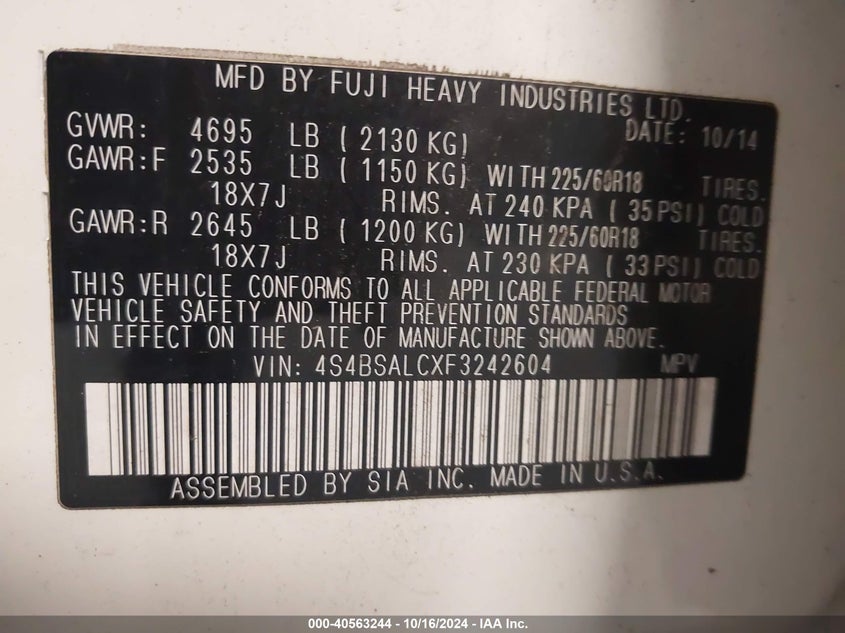 MFD BY FUJI HEAVY INDUSTRIES LTD.
GVWR: 4695 LB ( 2130 KG) DATE: 10/14
GAWR:F 2535 LB ( 1150 KG) WITH 225/60R18 TIRES.
18X7J RIMS. AT 240 KPA ( 35 PSI) COLD
GAWR:R 2645 LB ( 1200 KG) WITH 225/60R18 TIRES.
18X7J RIMS. AT 230 KPA ( 33 PSI) COLD
THIS VEHICLE CONFORMS TO ALL APPLICABLE FEDERAL MOTOR
VEHICLE SAFETY AND THEFT PREVENTION STANDARDS
IN EFFECT ON THE DATE OF MANUFACTURE SHOWN ABOVE.
VIN: 4S4BSALCXF3242604 MPV
ASSEMBLED BY SIA INC. MADE IN U.S.A.
000-40563244 - 10/16/2024 - IAA Inc.